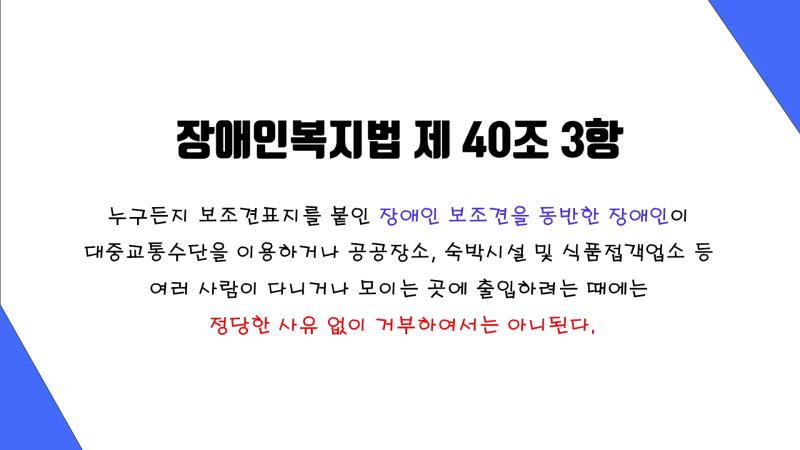 장애인복지법 제 40조 3항
누구든지 보조견표지를 붙인 장애인 보조견을 동반한 장애인이
대중교통수단을 이용하거나 공공장소, 숙박시설 및 식품접객업소 등
여러 사람이 다니거나 모이는 곳에 출입하려는 때에는
정당한 사유 없이 거부하여서는 아니된다.